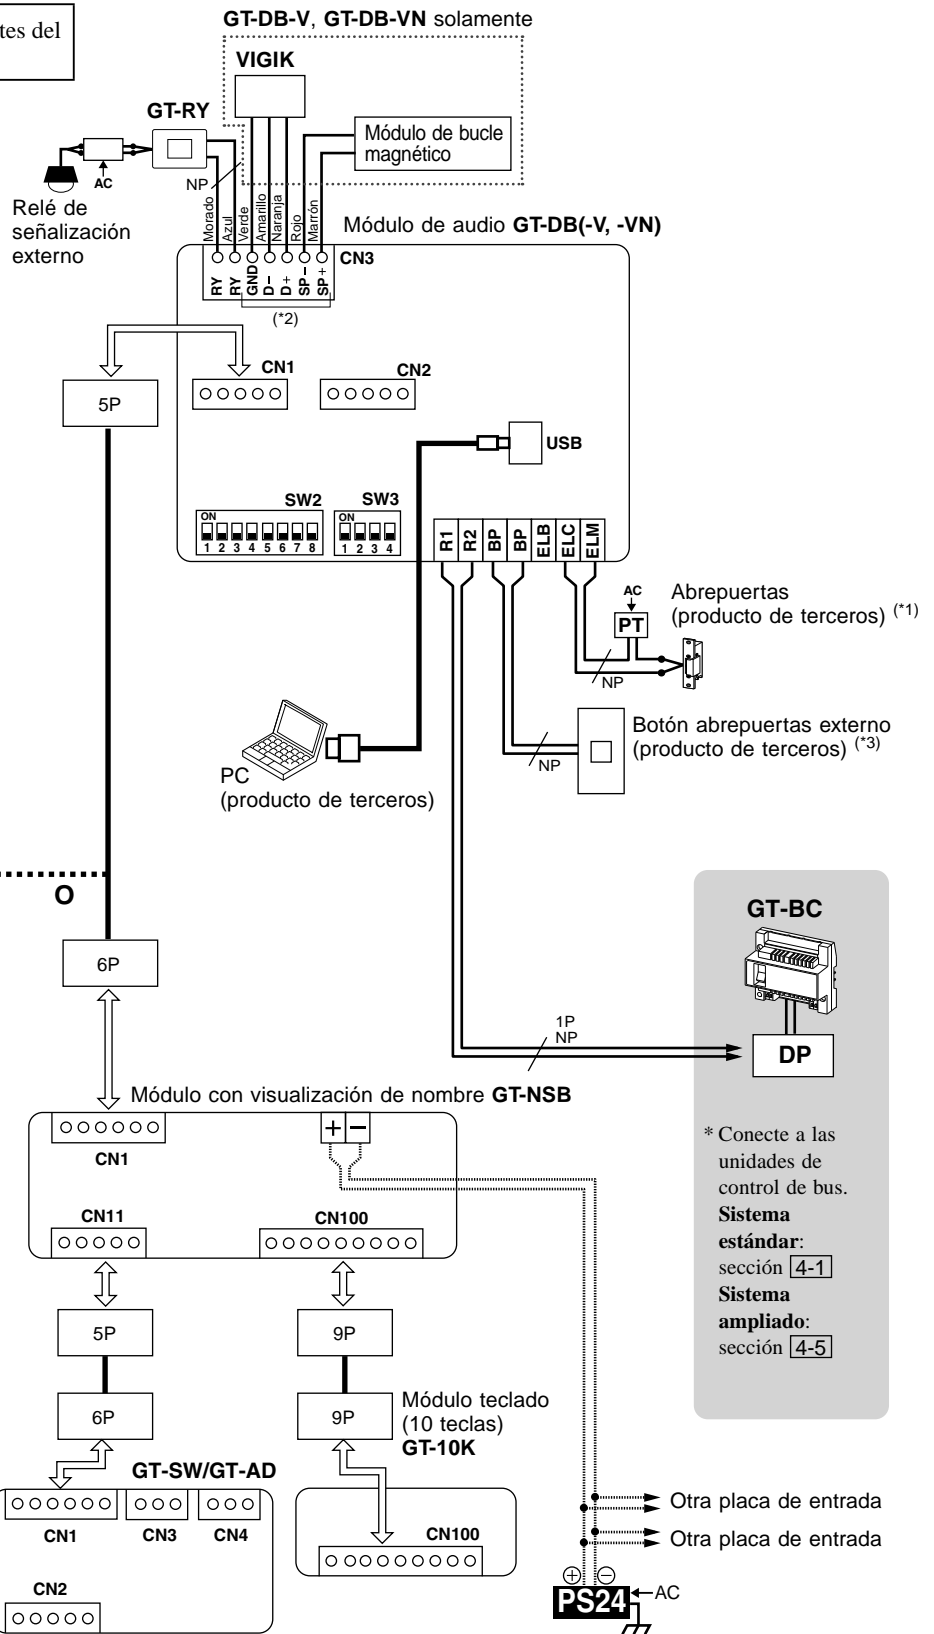 tes del
GT-DB-V, GT-DB-VN solamente
VIGIK
GT-RY
Módulo de bucle
magnético
AC
NP
Relé de
señalización
externo
Morado
Azul
Verde
Amarillo
Naranja
Rojo
Marrón
Módulo de audio GT-DB(-V, -VN)
CN3
RY
RY
GND
D−
D+
SP−
SP+
(*2)
CN1
CN2
5P
USB
SW2
SW3
ON
1 2 3 4 5 6 7 8
ON
1 2 3 4
R1
R2
BP
BP
ELB
ELC
ELM
AC
PT
NP
Abrepuertas
(producto de terceros) (*1)
Botón abrepuertas externo
(producto de terceros) (*3)
NP
PC
(producto de terceros)
O
6P
GT-BC
1P
NP
DP
Módulo con visualización de nombre GT-NSB
+ −
CN1
CN11
CN100
* Conecte a las
unidades de
control de bus.
Sistema
estándar:
sección 4-1
Sistema
ampliado:
sección 4-5
5P
9P
6P
9P
Módulo teclado
(10 teclas)
GT-10K
GT-SW/GT-AD
CN1
CN3
CN4
CN100
CN2
Otra placa de entrada
Otra placa de entrada
+ −
PS24
AC